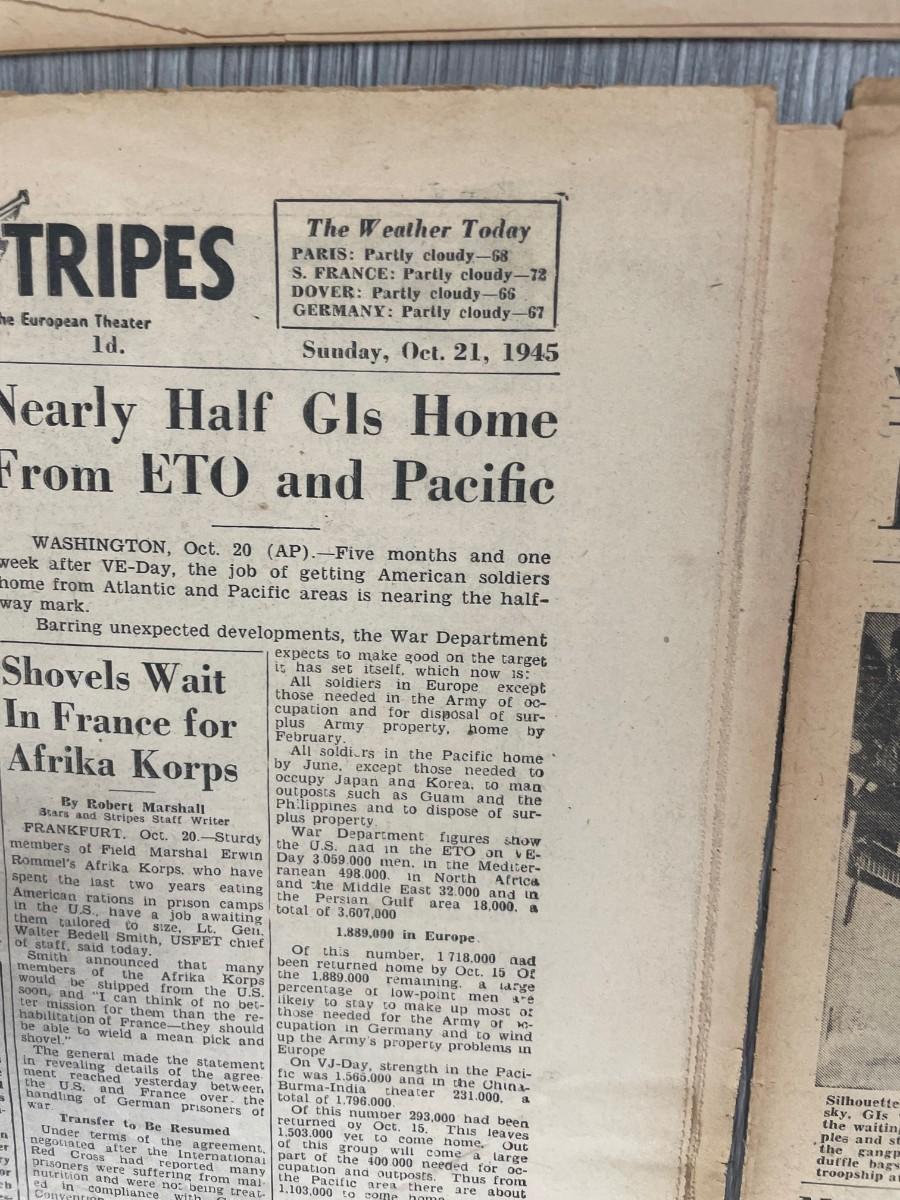 TRIPES
he European Theater
1d.
The Weather Today
PARIS: Partly cloudy—68
S. FRANCE: Partly cloudy—72
DOVER: Partly cloudy—66
GERMANY: Partly cloudy—67
Sunday, Oct. 21, 1945
Nearly Half GIs Home
From ETO and Pacific
WASHINGTON, Oct. 20 (AP).—Five months and one
week after VE-Day, the job of getting American soldiers
home from Atlantic and Pacific areas is nearing the half-
way mark.
Barring unexpected developments, the War Department
Shovels Wait
In France for
Afrika Korps
By Robert Marshall
Stars and Stripes Staff Writer
FRANKFURT, Oct. 20.—Sturdy
members of Field Marshal Erwin
Rommel's Afrika Korps, who have
spent the last two years eating
American rations in prison camps
in the U.S., have a job awaiting
them tailored to size, Lt. Gen.
Walter Bedell Smith, USFET chief
of staff, said today.
Smith announced that many
members of the Afrika Korps
would be shipped from the U.S.
soon, and "I can think of no bet-
ter mission for them than the re-
habilitation of France—they should
be able to wield a mean pick and
shovel."
The general made the statement
in revealing details of the agree-
ment reached yesterday between
the U.S. and France over the
handling of German prisoners of
war.
Transfer to Be Resumed
Under terms of the agreement,
negotiated after the International
Red Cross had reported many
prisoners were suffering from mal-
nutrition and were not being treat-
ed in compliance with
expects to make good on the target
it has set itself, which now is:
All soldiers in Europe except
those needed in the Army of oc-
cupation and for disposal of sur-
plus Army property, home by
February.
All soldiers in the Pacific home
by June, except those needed to
occupy Japan and Korea, to man
outposts such as Guam and the
Philippines and to dispose of sur-
plus property.
War Department figures show
the U.S. had in the ETO on VE-
Day 3,059,000 men, in the Mediter-
ranean 498,000, in North Africa
and the Middle East 32,000 and in
the Persian Gulf area 18,000, a
total of 3,607,000
1,889,000 in Europe
Of this number, 1,718,000 had
been returned home by Oct. 15 Of
the 1,889,000 remaining, a large
percentage of low-point men are
likely to stay to make up most of
those needed for the Army of oc-
cupation in Germany and to wind
up the Army's property problems in
Europe
On VJ-Day, strength in the Paci-
fic was 1,565,000 and in the China-
Burma-India theater 231,000, a
total of 1,796,000.
Of this number 293,000 had been
returned by Oct. 15. This leaves
1,503,000 yet to come home. Out
of this group will come a large
part of the 400,000 needed for oc-
cupation and outposts. Thus from
the Pacific area there are about
1,103,000 to come home
Silhouette
sky, GIs
the waitin
ples and st
the gangp
duffle bags
troopship a